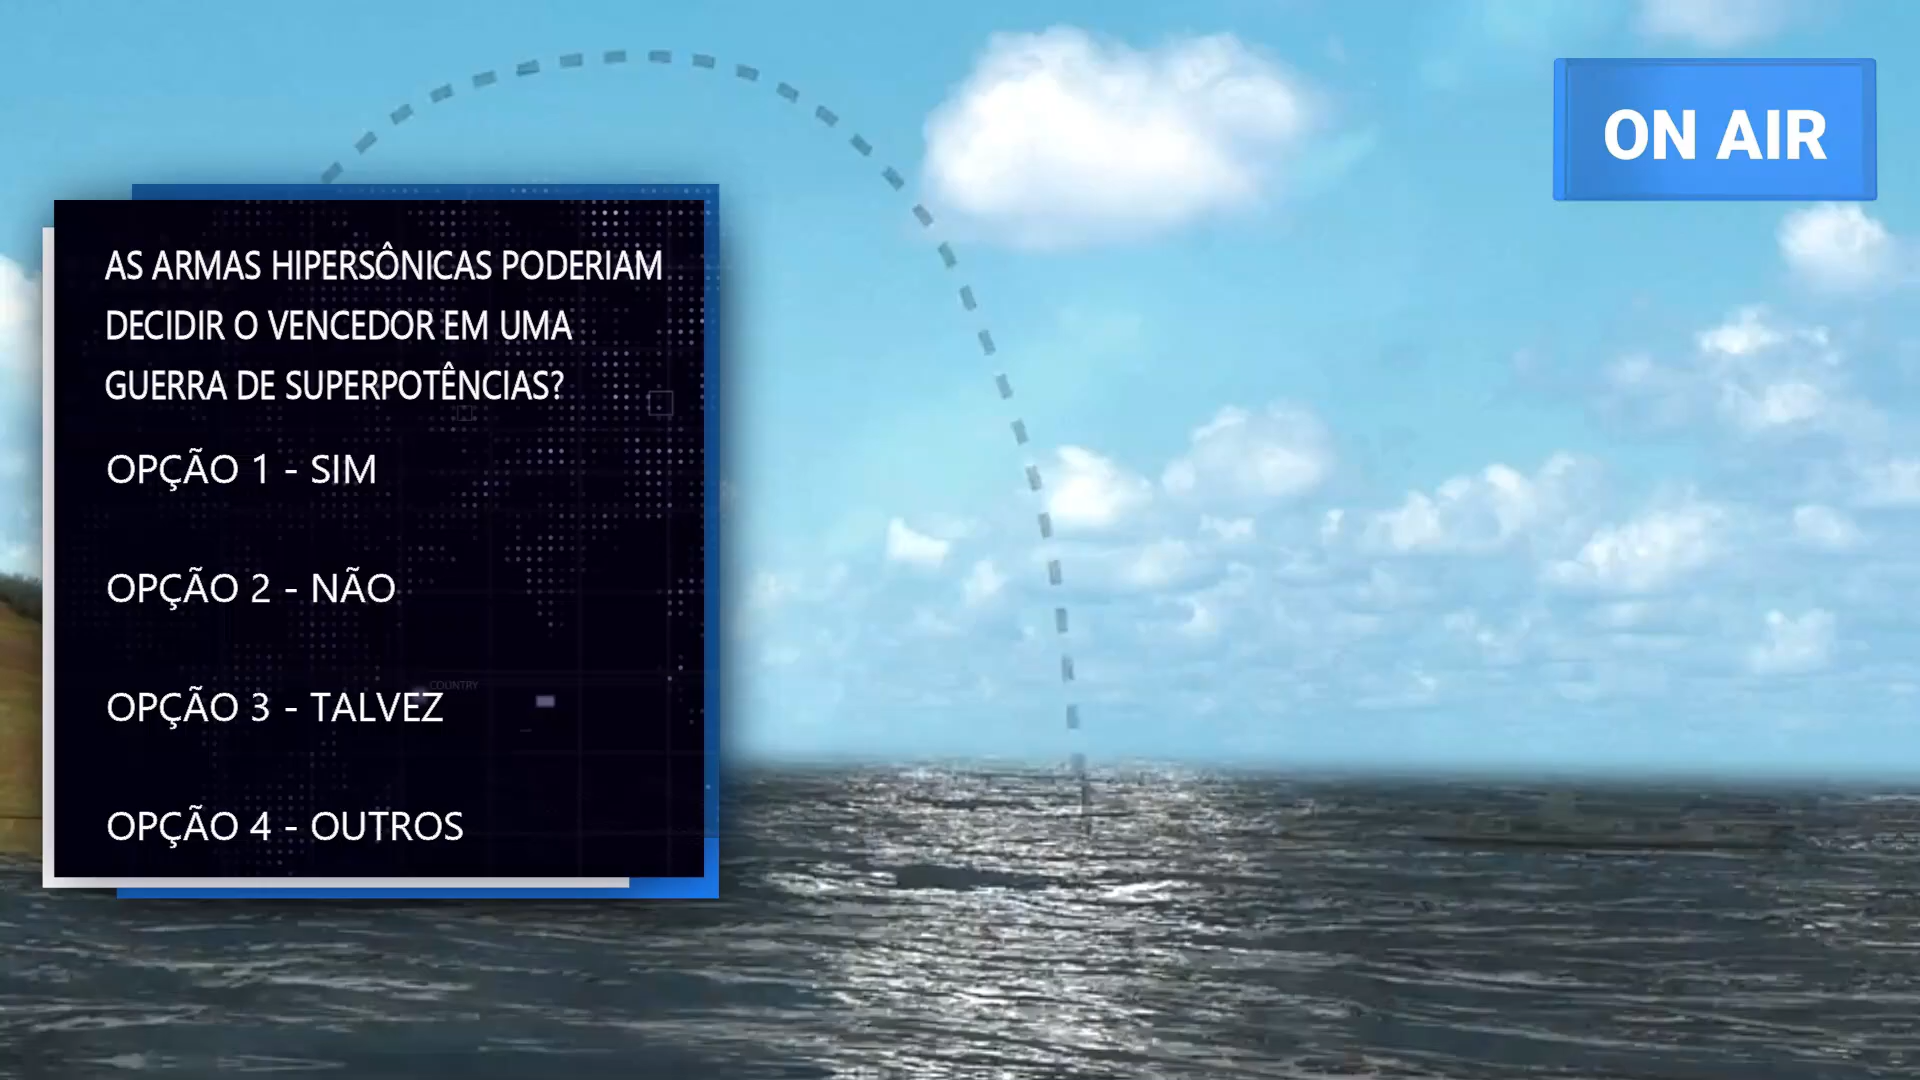 ON AIR
AS ARMAS HIPERSÔNICAS PODERIAM
DECIDIR O VENCEDOR EM UMA
GUERRA DE SUPERPOTÊNCIAS?
OPÇÃO 1 - SIM
OPÇÃO 2 - NÃO
COUNTRY
OPÇÃO 3 - TALVEZ
OPÇÃO 4 - OUTROS